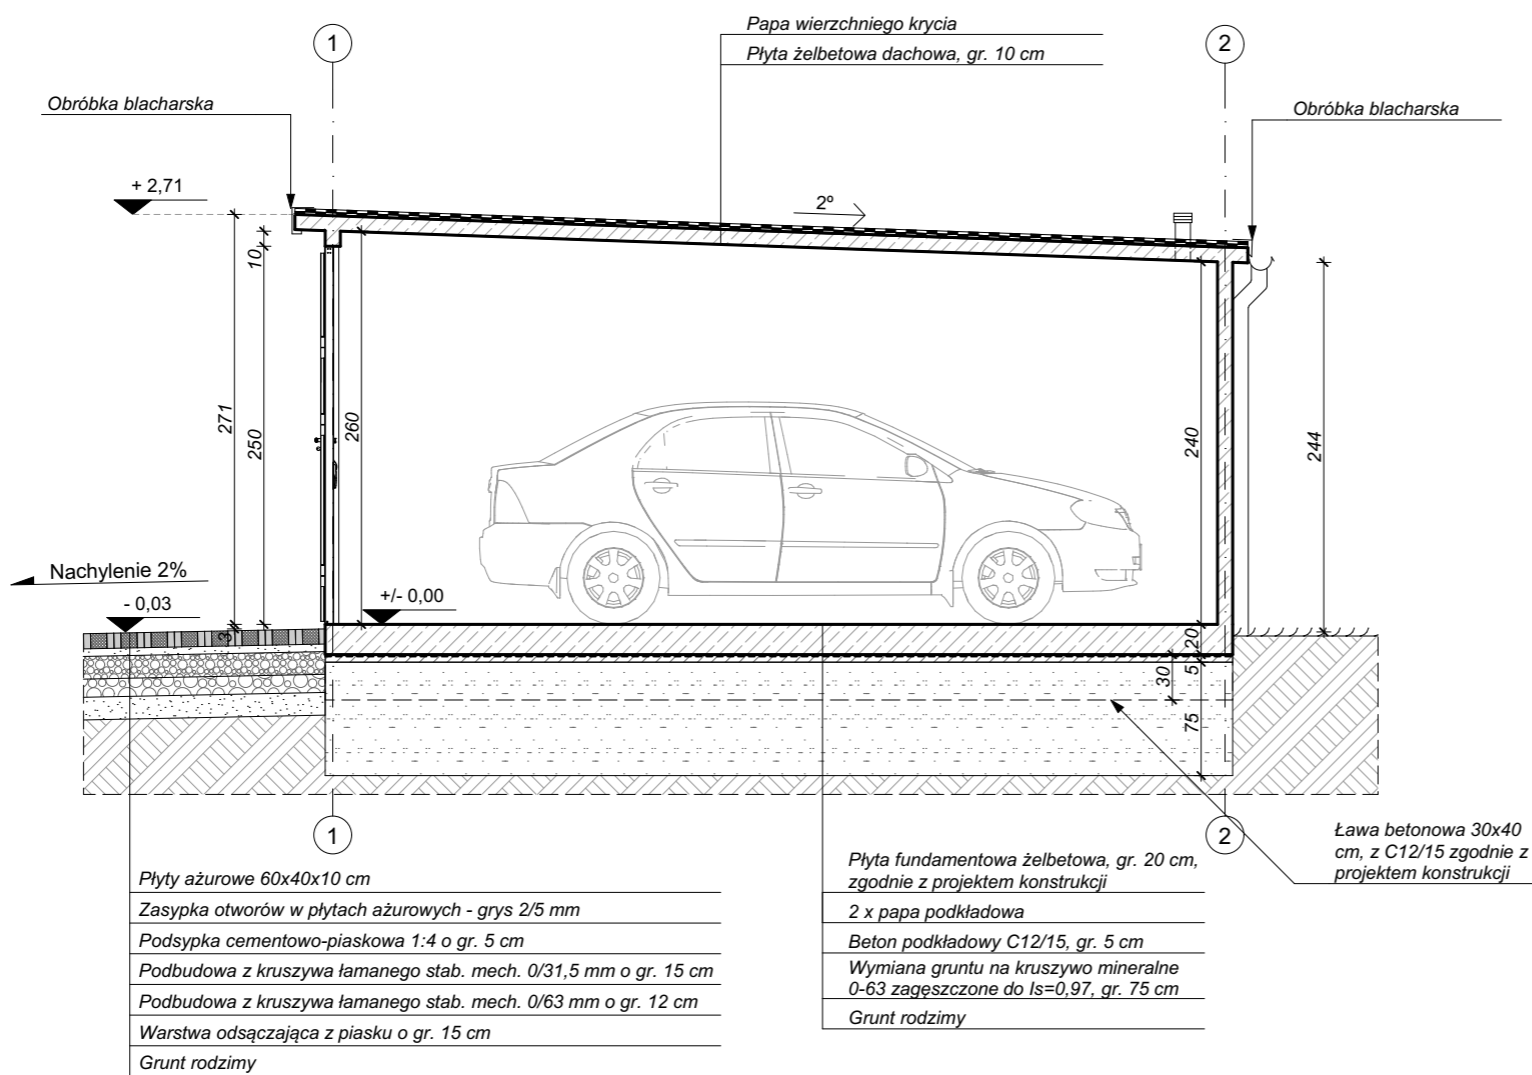 Papa wierzchniego krycia
Płyta żelbetowa dachowa, gr. 10 cm
1
2
Obróbka blacharska
Obróbka blacharska
+ 2,71
2º
10
271
250
260
240
244
Nachylenie 2%
- 0,03
+/- 0,00
3
20
5
30
75
1
2
Ława betonowa 30x40
cm, z C12/15 zgodnie z
projektem konstrukcji
Płyty ażurowe 60x40x10 cm
Zasypka otworów w płytach ażurowych - grys 2/5 mm
Podsypka cementowo-piaskowa 1:4 o gr. 5 cm
Podbudowa z kruszywa łamanego stab. mech. 0/31,5 mm o gr. 15 cm
Podbudowa z kruszywa łamanego stab. mech. 0/63 mm o gr. 12 cm
Warstwa odsączająca z piasku o gr. 15 cm
Grunt rodzimy
Płyta fundamentowa żelbetowa, gr. 20 cm,
zgodnie z projektem konstrukcji
2 x papa podkładowa
Beton podkładowy C12/15, gr. 5 cm
Wymiana gruntu na kruszywo mineralne
0-63 zagęszczone do Is=0,97, gr. 75 cm
Grunt rodzimy